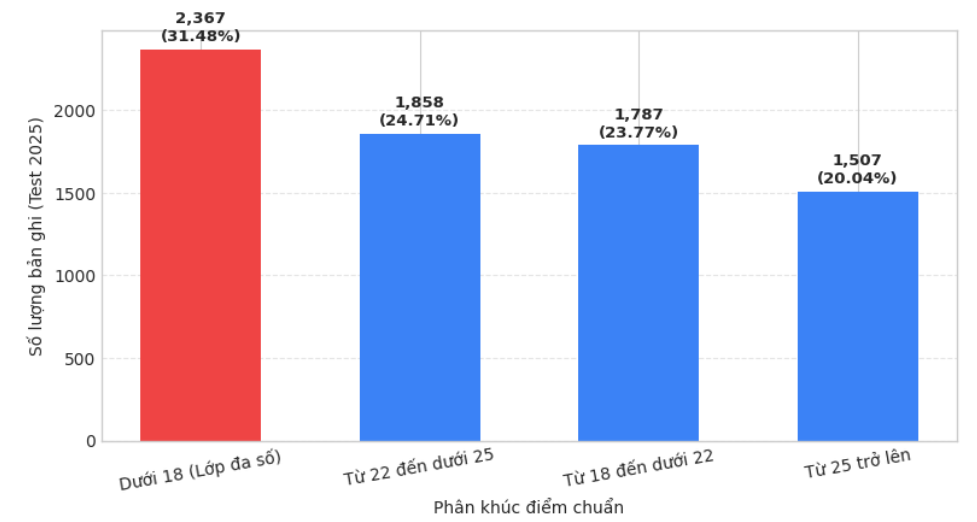 2,367
(31.48%)
1,858
(24.71%)
1,787
(23.77%)
1,507
(20.04%)
Số lượng bản ghi (Test 2025)
2000
1500
1000
500
0
Dưới 18 (Lớp đa số)
Từ 22 đến dưới 25
Từ 18 đến dưới 22
Từ 25 trở lên
Phân khúc điểm chuẩn